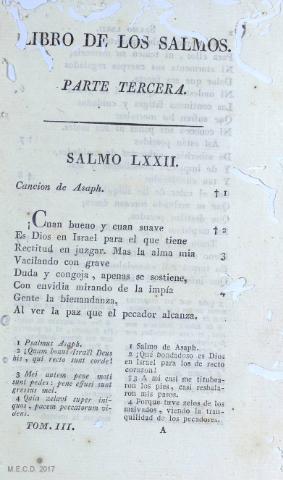 LIBRO DE LOS SALMOS.
PARTE TERCERA.
SALMO LXXII.
Cancion de Asaph. † 1
¡Cuan bueno y cuan suave † 2
Es Dios en Israel para el que tiene
Rectitud en juzgar. Mas la alma mia 3
Vacilando con grave
Duda y congoja, apenas se sostiene,
Con envidia mirando de la impía 4
Gente la bienandanza,
Al ver la paz que el pecador alcanza.
1 Psalmus Asaph.
2 ¡Quam bonus Israël Deus
his, qui recto sunt corde!
3 Mei autem pene moti
sunt pedes: pene effusi sunt
gressus mei.
4 Quia zelavi super ini-
quos, pacem peccatorum vi-
dens.
1 Salmo de Asaph.
2 ¡Qué bondadoso es Dios
en Israel para los de recto
corazon!
† 3 A mí casi me titubea-
ron los pies, casi resbala-
ron mis pasos.
4 Porque tuve zelos de los
malvados, viendo la tran-
quilidad de los pecadores.
TOM. III. A
M.E.C.D. 2017